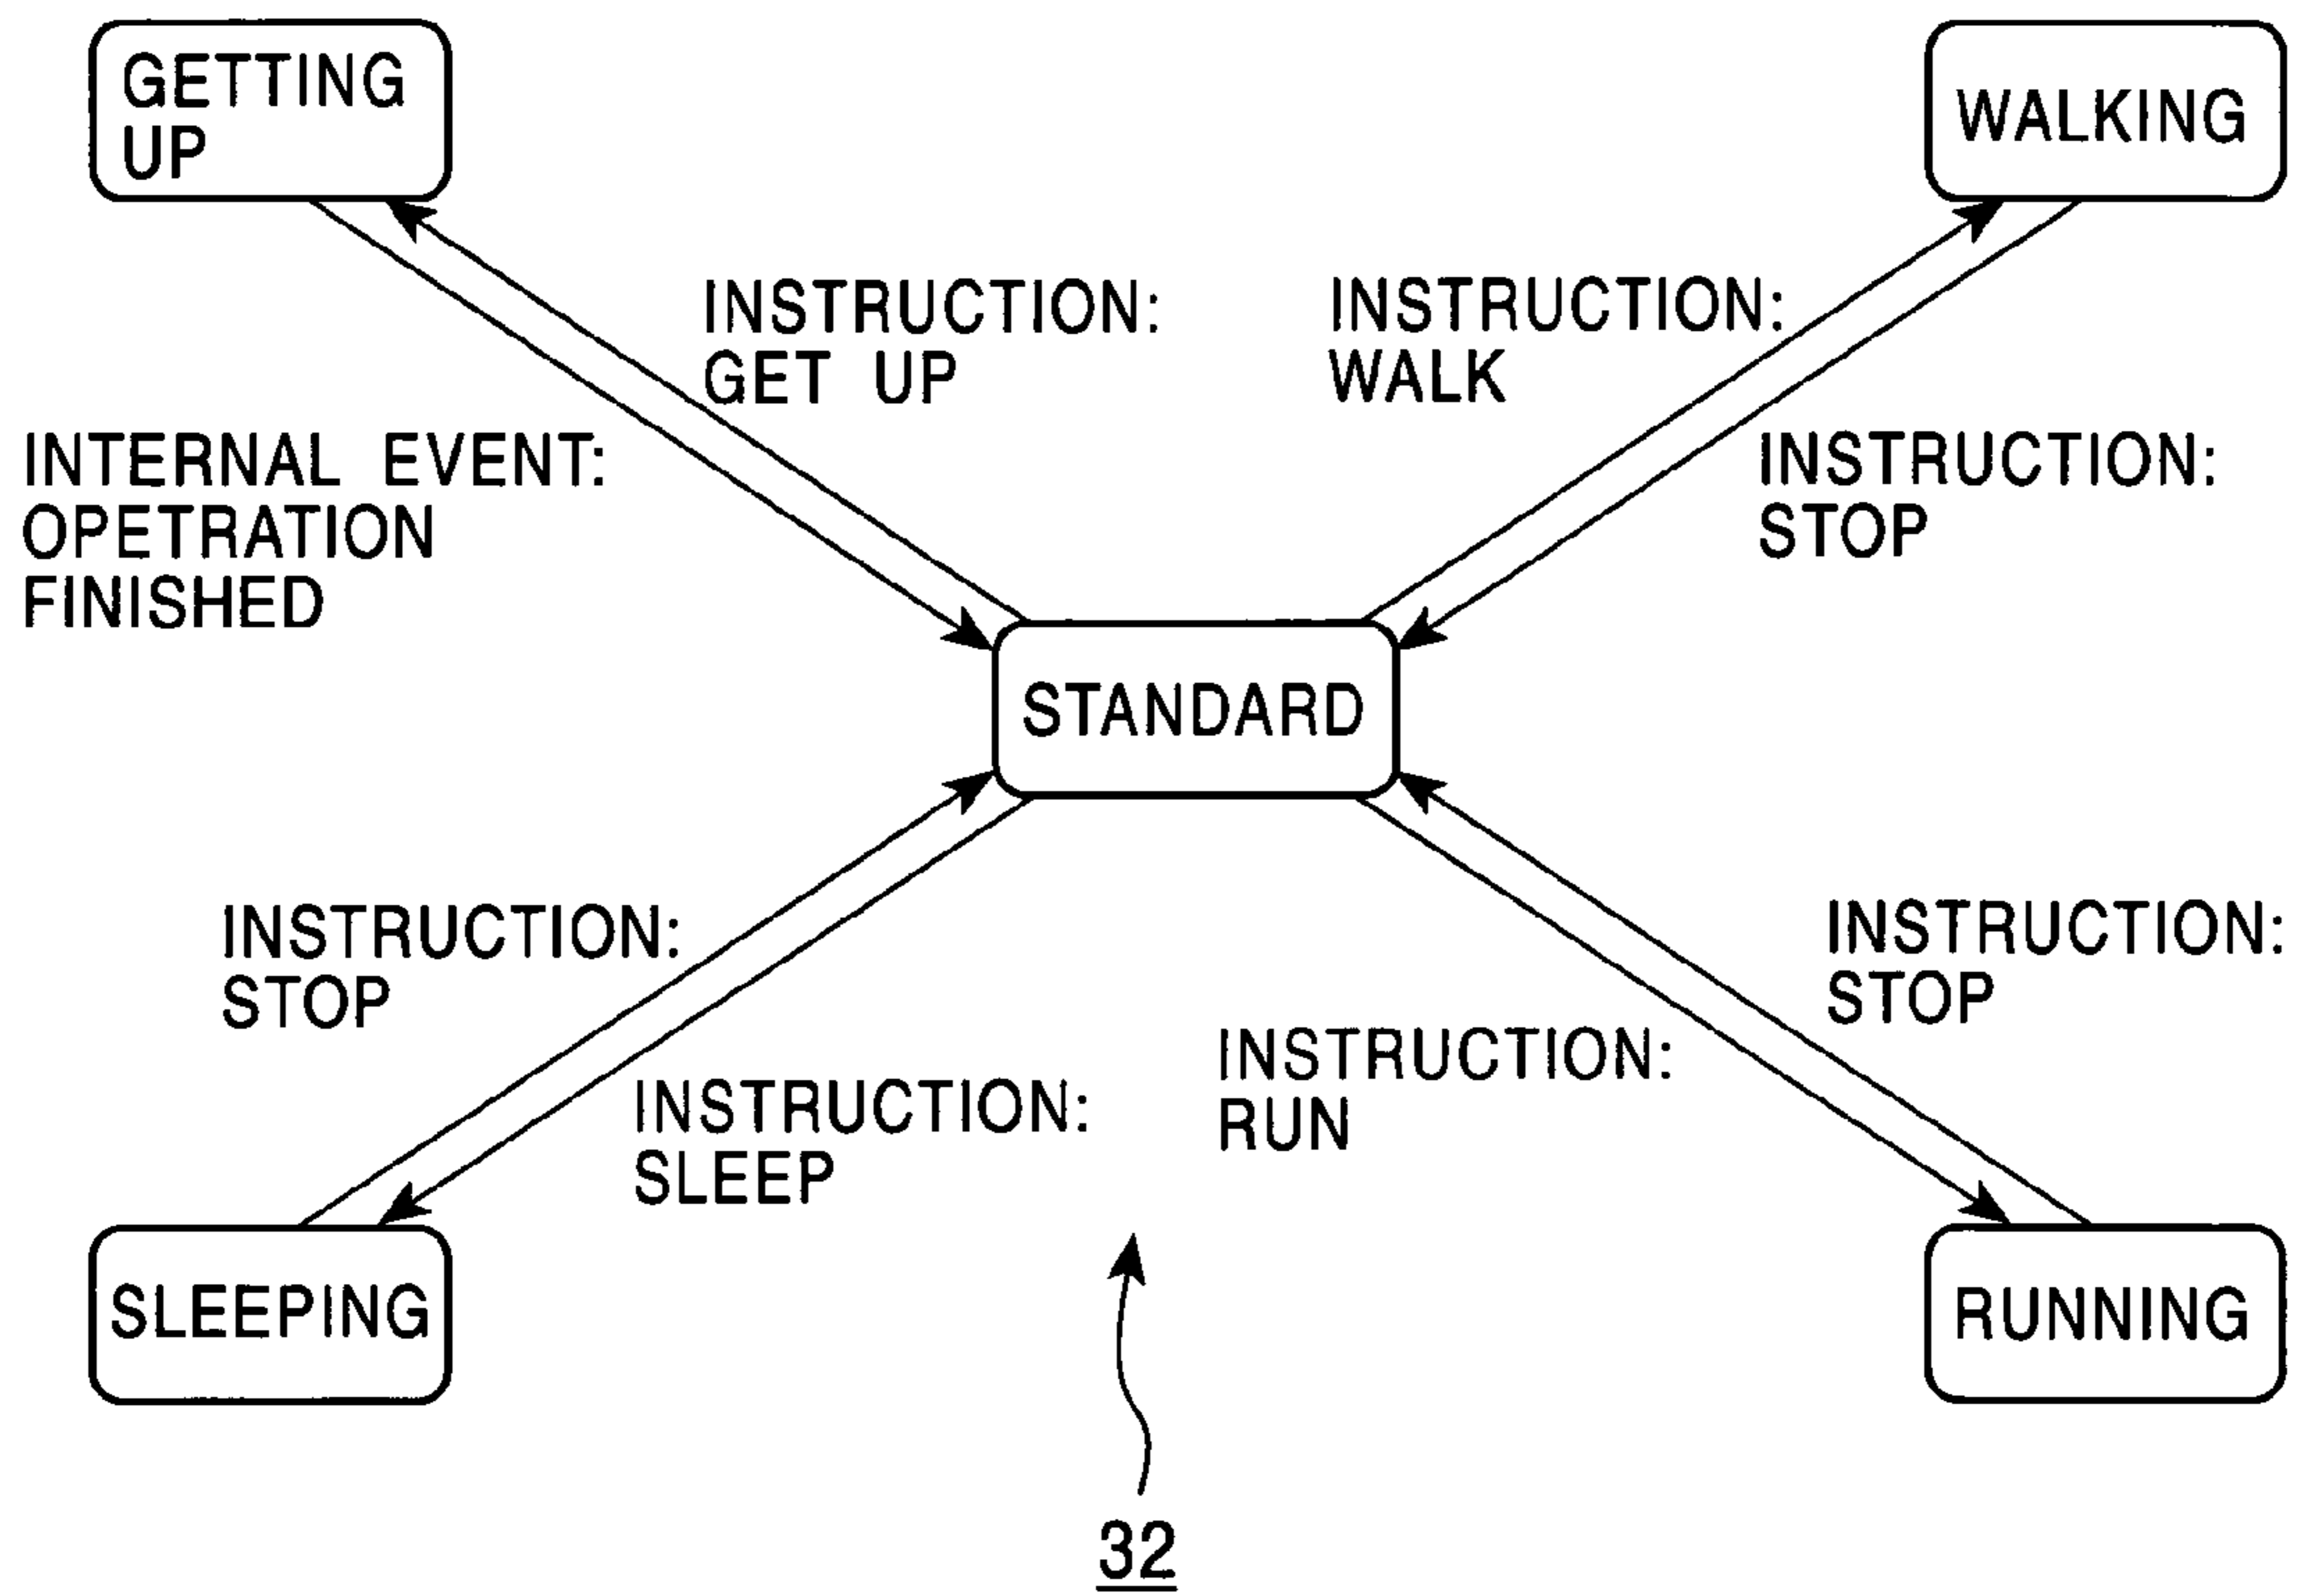 GETTING
UP
WALKING
INSTRUCTION:
GET UP
INSTRUCTION:
WALK
INTERNAL EVENT:
OPETRATION
FINISHED
INSTRUCTION:
STOP
STANDARD
INSTRUCTION:
STOP
INSTRUCTION:
STOP
INSTRUCTION:
SLEEP
INSTRUCTION:
RUN
SLEEPING
RUNNING
32